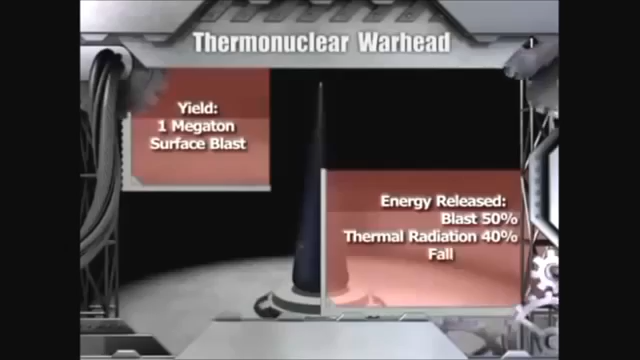 Thermonuclear Warhead
Yield:
1 Megaton
Surface Blast
Energy Released:
Blast 50%
Thermal Radiation 40%
Fall